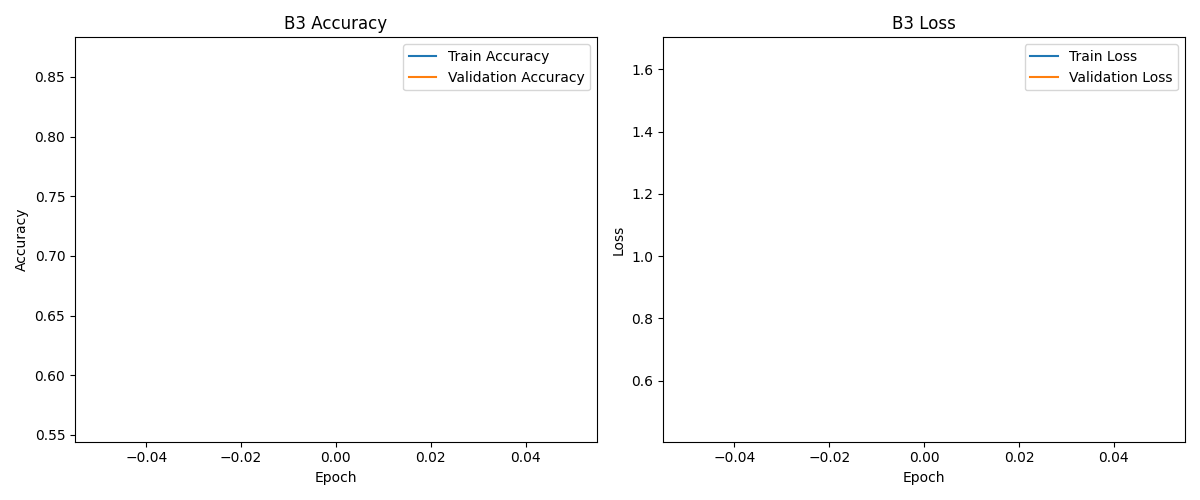 B3 Accuracy
Train Accuracy
Validation Accuracy
0.85
0.80
0.75
0.70
0.65
0.60
0.55
Accuracy
−0.04 −0.02 0.00 0.02 0.04
Epoch
B3 Loss
Train Loss
Validation Loss
1.6
1.4
1.2
1.0
0.8
0.6
Loss
−0.04 −0.02 0.00 0.02 0.04
Epoch